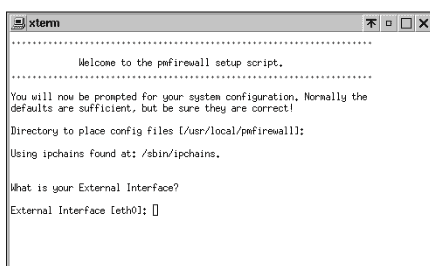 xterm
Welcome to the pmfirewall setup script.
You will now be prompted for your system configuration. Normally the
defaults are sufficient, but be sure they are correct!
Directory to place config files [/usr/local/pmfirewall]:
Using ipchains found at: /sbin/ipchains.
What is your External Interface?
External Interface [eth0]: